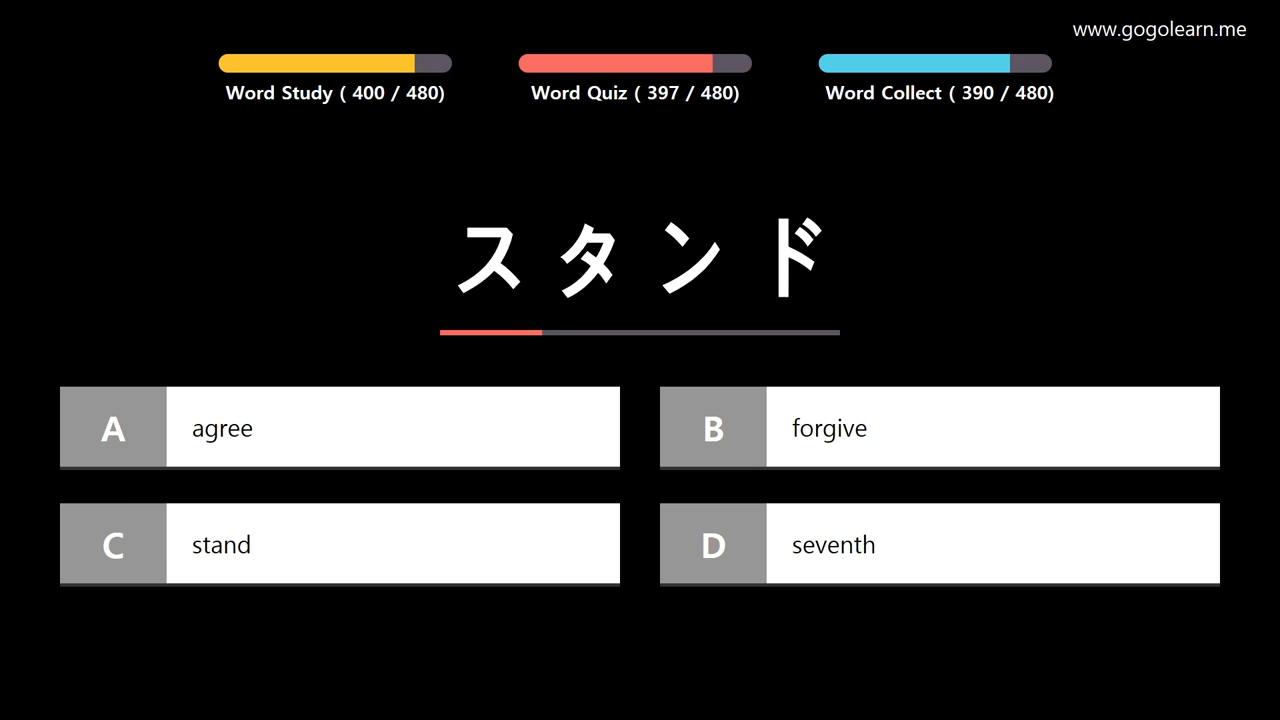 www.gogolearn.me
Word Study ( 400 / 480)
Word Quiz ( 397 / 480)
Word Collect ( 390 / 480)
スタンド
A agree
B forgive
C stand
D seventh